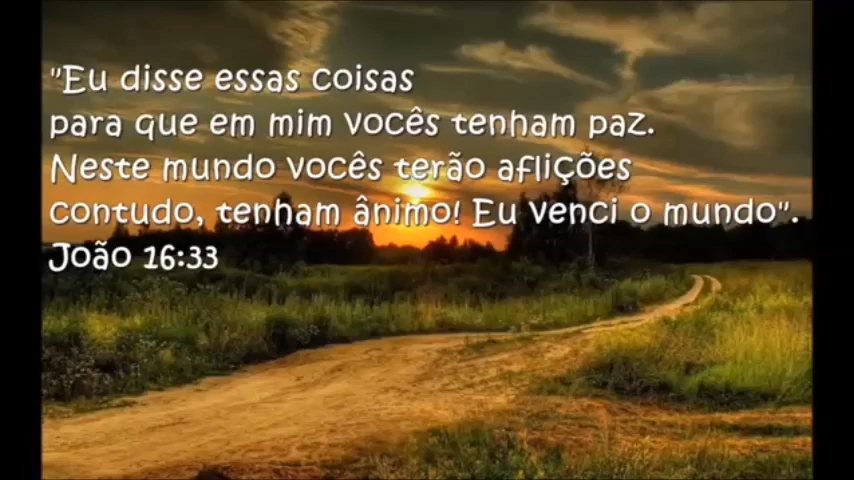 "Eu disse essas coisas
para que em mim vocês tenham paz.
Neste mundo vocês terão aflições
contudo, tenham ânimo! Eu venci o mundo".
João 16:33